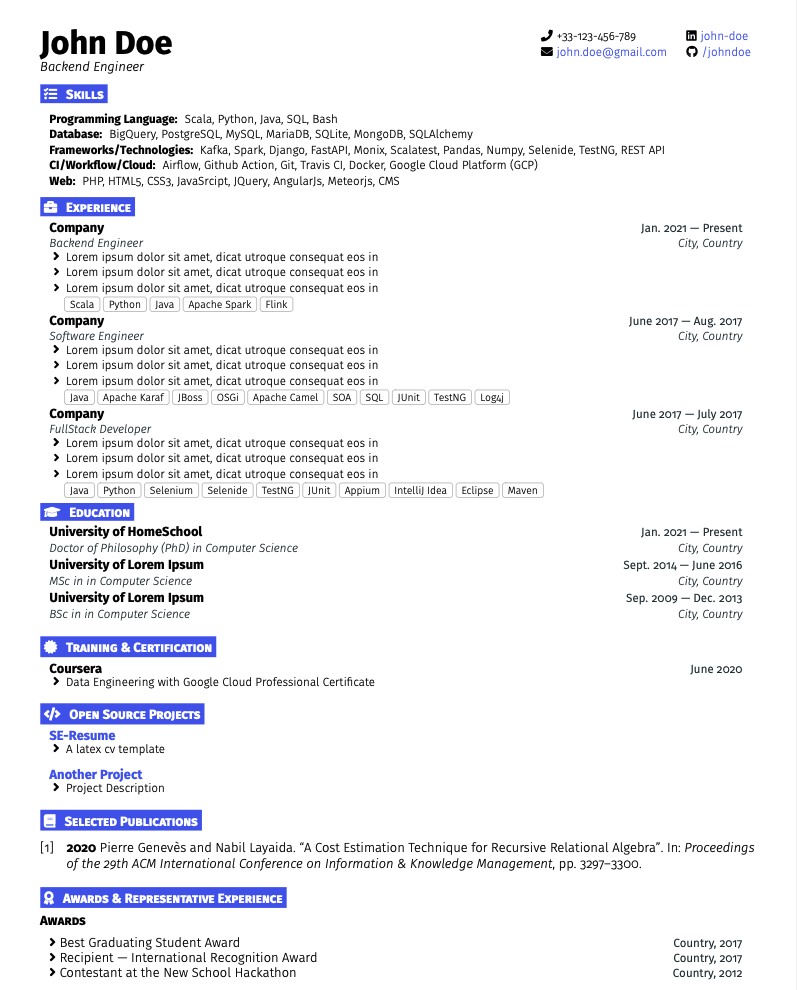 John Doe
Backend Engineer
+33-123-456-789
john-doe
john.doe@gmail.com
/johndoe
Skills
Programming Language: Scala, Python, Java, SQL, Bash
Database: BigQuery, PostgreSQL, MySQL, MariaDB, SQLite, MongoDB, SQLAlchemy
Frameworks/Technologies: Kafka, Spark, Django, FastAPI, Monix, Scalatest, Pandas, Numpy, Selenide, TestNG, REST API
CI/Workflow/Cloud: Airflow, Github Action, Git, Travis CI, Docker, Google Cloud Platform (GCP)
Web: PHP, HTML5, CSS3, JavaSrcipt, JQuery, AngularJs, Meteorjs, CMS
Experience
Company Jan. 2021 — Present
Backend Engineer City, Country
Lorem ipsum dolor sit amet, dicat utroque consequat eos in
Lorem ipsum dolor sit amet, dicat utroque consequat eos in
Lorem ipsum dolor sit amet, dicat utroque consequat eos in
Scala Python Java Apache Spark Flink
Company June 2017 — Aug. 2017
Software Engineer City, Country
Lorem ipsum dolor sit amet, dicat utroque consequat eos in
Lorem ipsum dolor sit amet, dicat utroque consequat eos in
Lorem ipsum dolor sit amet, dicat utroque consequat eos in
Java Apache Karaf JBoss OSGi Apache Camel SOA SQL JUnit TestNG Log4j
Company June 2017 — July 2017
FullStack Developer City, Country
Lorem ipsum dolor sit amet, dicat utroque consequat eos in
Lorem ipsum dolor sit amet, dicat utroque consequat eos in
Lorem ipsum dolor sit amet, dicat utroque consequat eos in
Java Python Selenium Selenide TestNG JUnit Appium IntelliJ Idea Eclipse Maven
Education
University of HomeSchool Jan. 2021 — Present
Doctor of Philosophy (PhD) in Computer Science City, Country
University of Lorem Ipsum Sept. 2014 — June 2016
MSc in in Computer Science City, Country
University of Lorem Ipsum Sep. 2009 — Dec. 2013
BSc in in Computer Science City, Country
Training & Certification
Coursera June 2020
Data Engineering with Google Cloud Professional Certificate
Open Source Projects
SE-Resume
A latex cv template
Another Project
Project Description
Selected Publications
[1] 2020 Pierre Genevès and Nabil Layaida. “A Cost Estimation Technique for Recursive Relational Algebra”. In: Proceedings
of the 29th ACM International Conference on Information & Knowledge Management, pp. 3297–3300.
Awards & Representative Experience
Awards
Best Graduating Student Award Country, 2017
Recipient — International Recognition Award Country, 2017
Contestant at the New School Hackathon Country, 2012